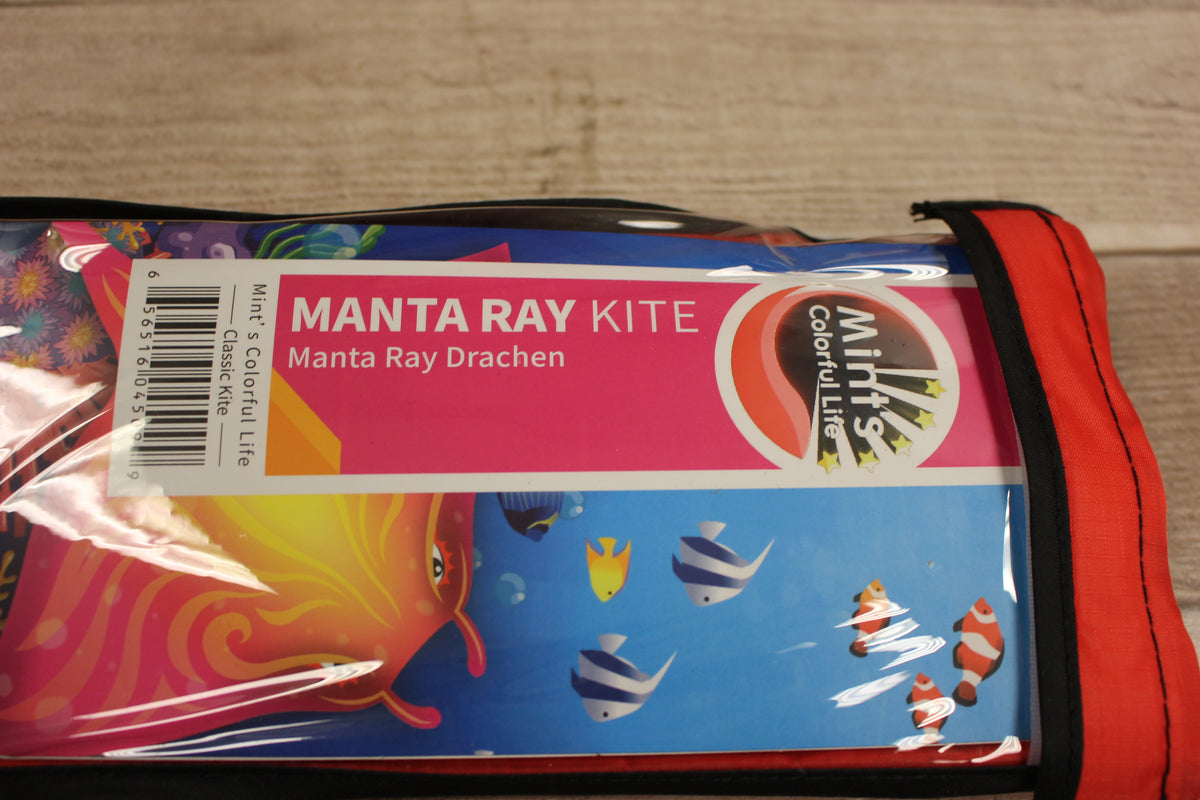 MANTA RAY KITE
Manta Ray Drachen
Mint's Colorful Life
Classic Kite
Mint's
Colorful Life